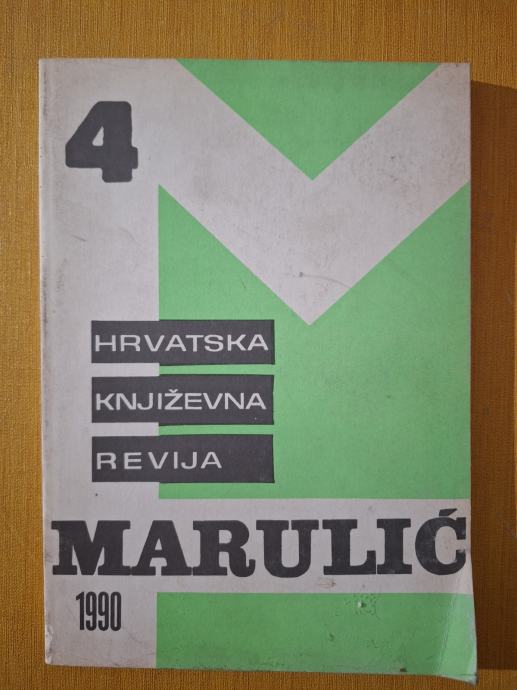 4
HRVATSKA
KNJIŽEVNA
REVIJA
MARULIĆ
1990